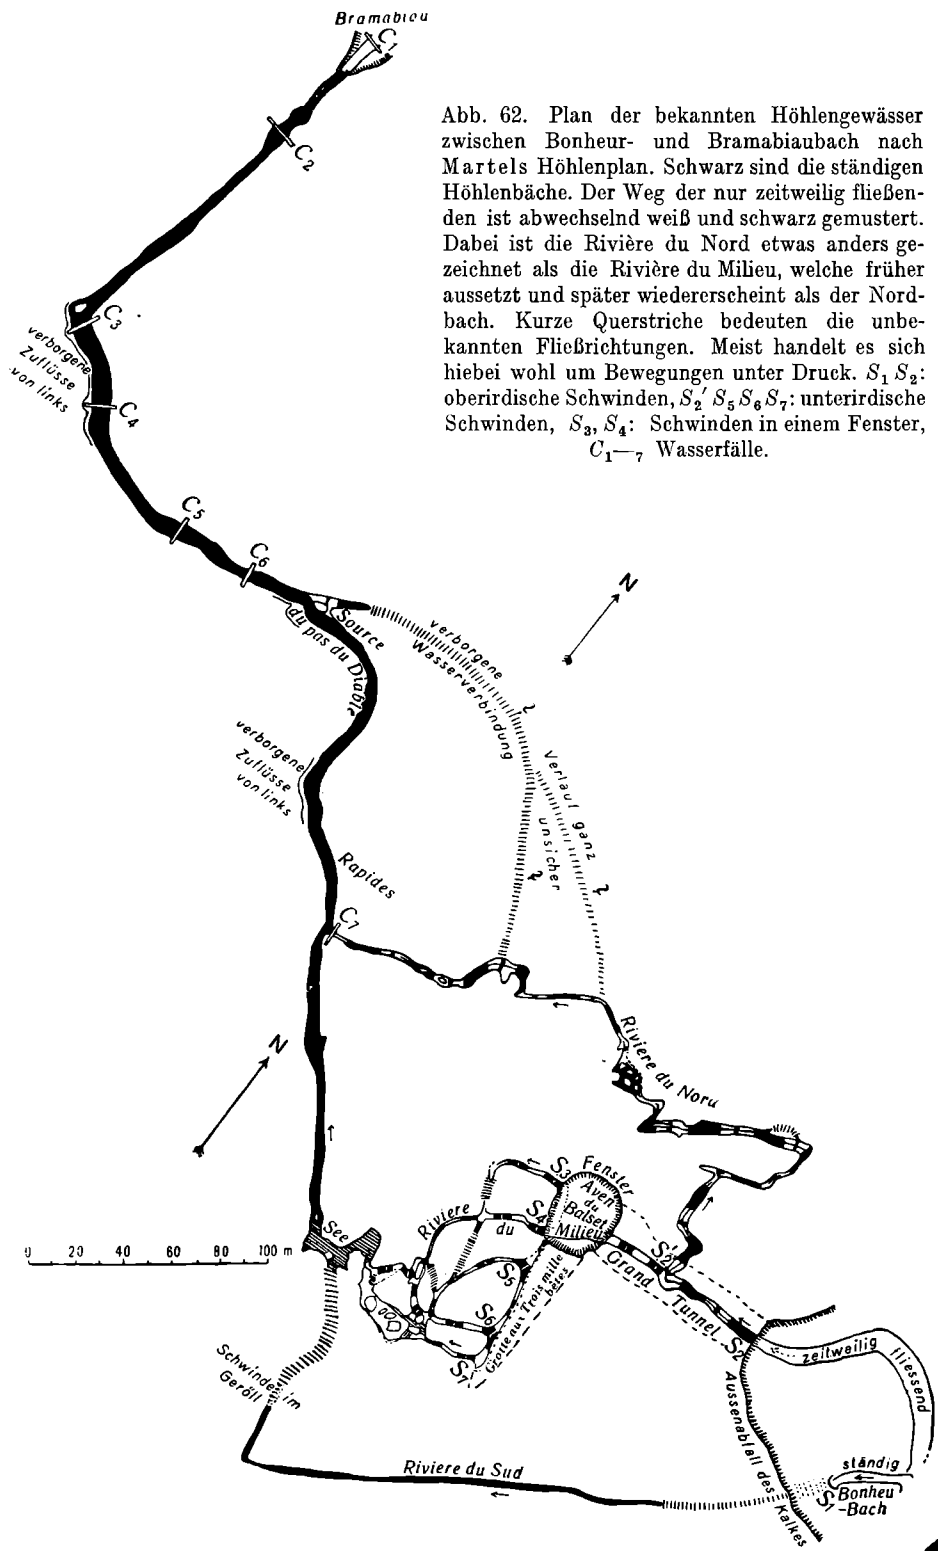 Bramabiou
C₁
Abb. 62. Plan der bekannten Höhlengewässer
zwischen Bonheur- und Bramabiaubach nach
Martels Höhlenplan. Schwarz sind die ständigen
Höhlenbäche. Der Weg der nur zeitweilig fließen-
den ist abwechselnd weiß und schwarz gemustert.
Dabei ist die Rivière du Nord etwas anders ge-
zeichnet als die Rivière du Milieu, welche früher
aussetzt und später wiedererscheint als der Nord-
bach. Kurze Querstriche bedeuten die unbe-
kannten Fließrichtungen. Meist handelt es sich
hiebei wohl um Bewegungen unter Druck. S₁ S₂:
oberirdische Schwinden, S₂′ S₅ S₆ S₇: unterirdische
Schwinden, S₃, S₄: Schwinden in einem Fenster,
C₁—₇ Wasserfälle.
C₂
C₃
verborgene
Zuflüsse
von links
C₄
C₅
C₆
Source
du pas du Diable
N
verborgene
Wasserverbindung
?
verborgene
Zuflüsse
von links
Verlauf ganz
unsicher
?
?
Rapides
C₇
N
Riviere du Nord
See
Riviere
du
S₃
S₄
Fenster
Aven
du
Balset
Milieu
0 20 40 60 80 100 m
S₅
S₆
S₇
Grotte aux Trois mille
betes
Grand
Tunnel
S₂'
S₂
zeitweilig
fliessend
Schwinden im
Geröll
Aussenabfall des Kalkes
Riviere du Sud
ständig
S₁
Bonheu
-Bach